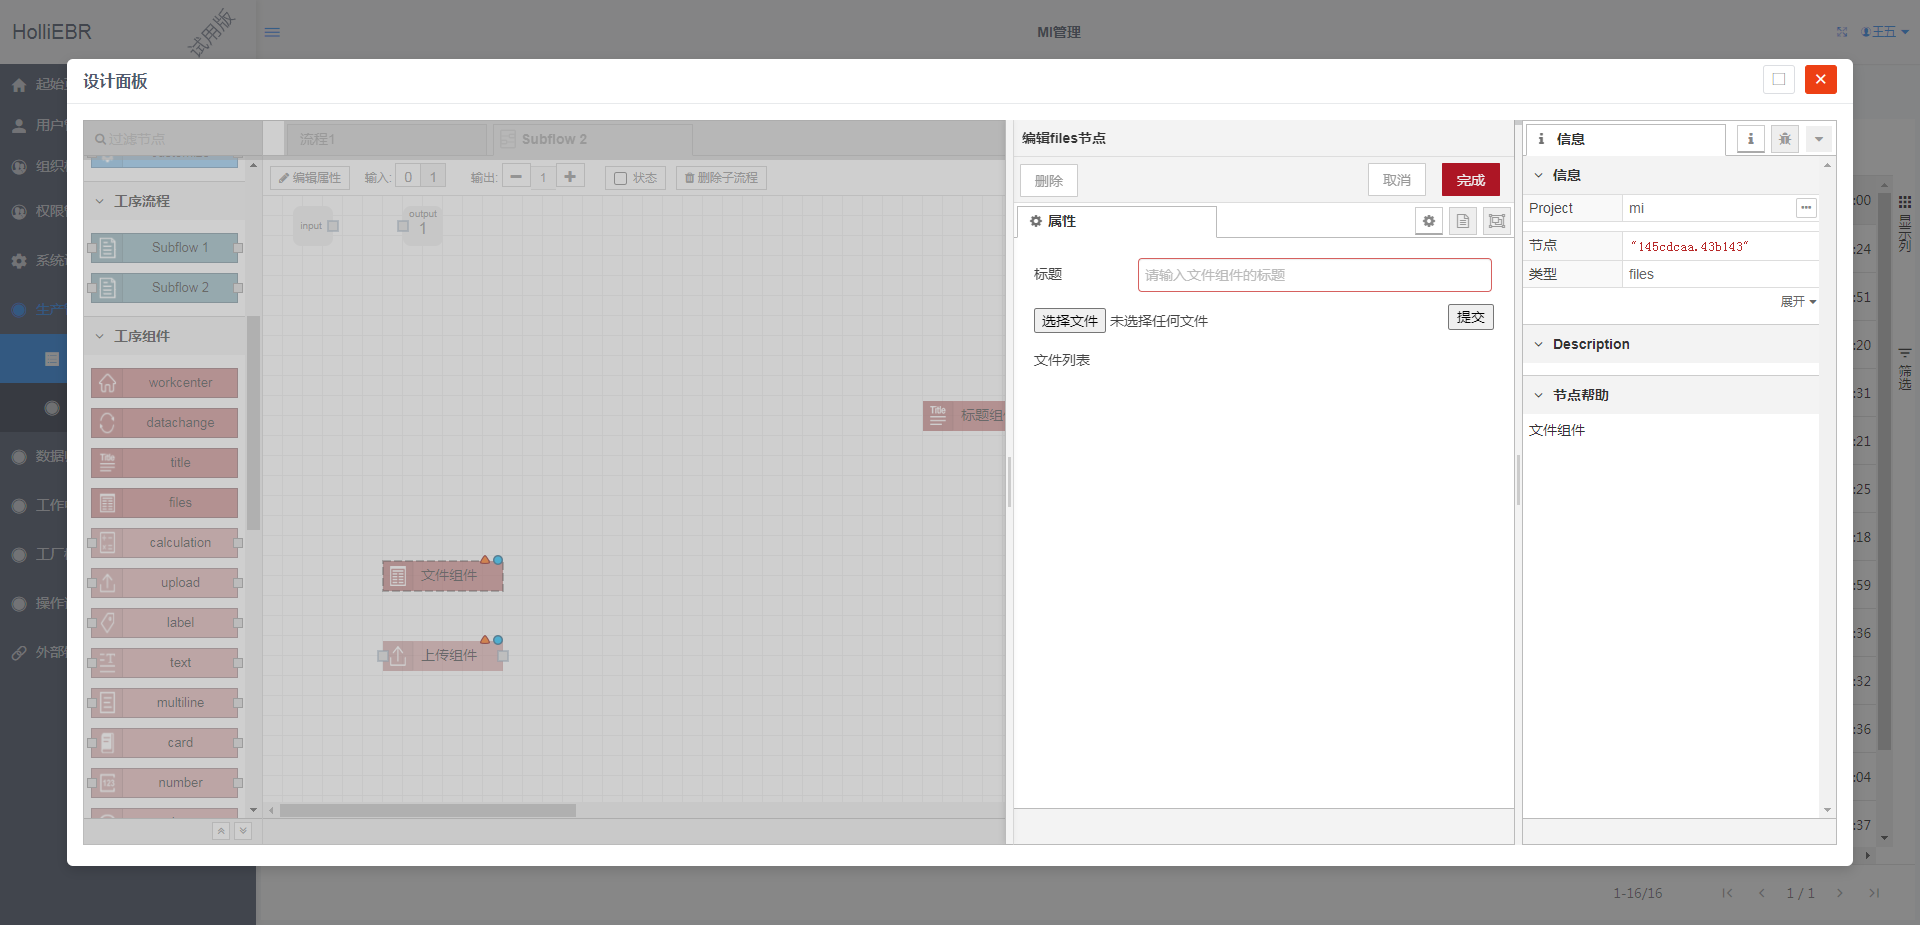 HolliEBR
试用版
MI管理
王五
设计面板
起始
用户
组织
权限
系统
生产
数据
工作
工厂
操作
外部
过滤节点
流程1
Subflow 2
编辑属性
输入:
0
1
输出:
1
状态
删除子流程
工序流程
Subflow 1
Subflow 2
工序组件
workcenter
datachange
title
files
calculation
upload
label
text
multiline
card
number
input
output
1
Title
标题组
文件组件
上传组件
编辑files节点
删除
取消
完成
属性
标题
请输入文件组件的标题
选择文件 未选择任何文件
提交
文件列表
信息
信息
Project
mi
节点
"145cdcaa.43b143"
类型
files
展开
Description
节点帮助
文件组件
:00
:24
:51
:20
:31
:21
:25
:18
:59
:36
:32
:36
:04
:37
显示列
筛选
1-16/16
1 / 1